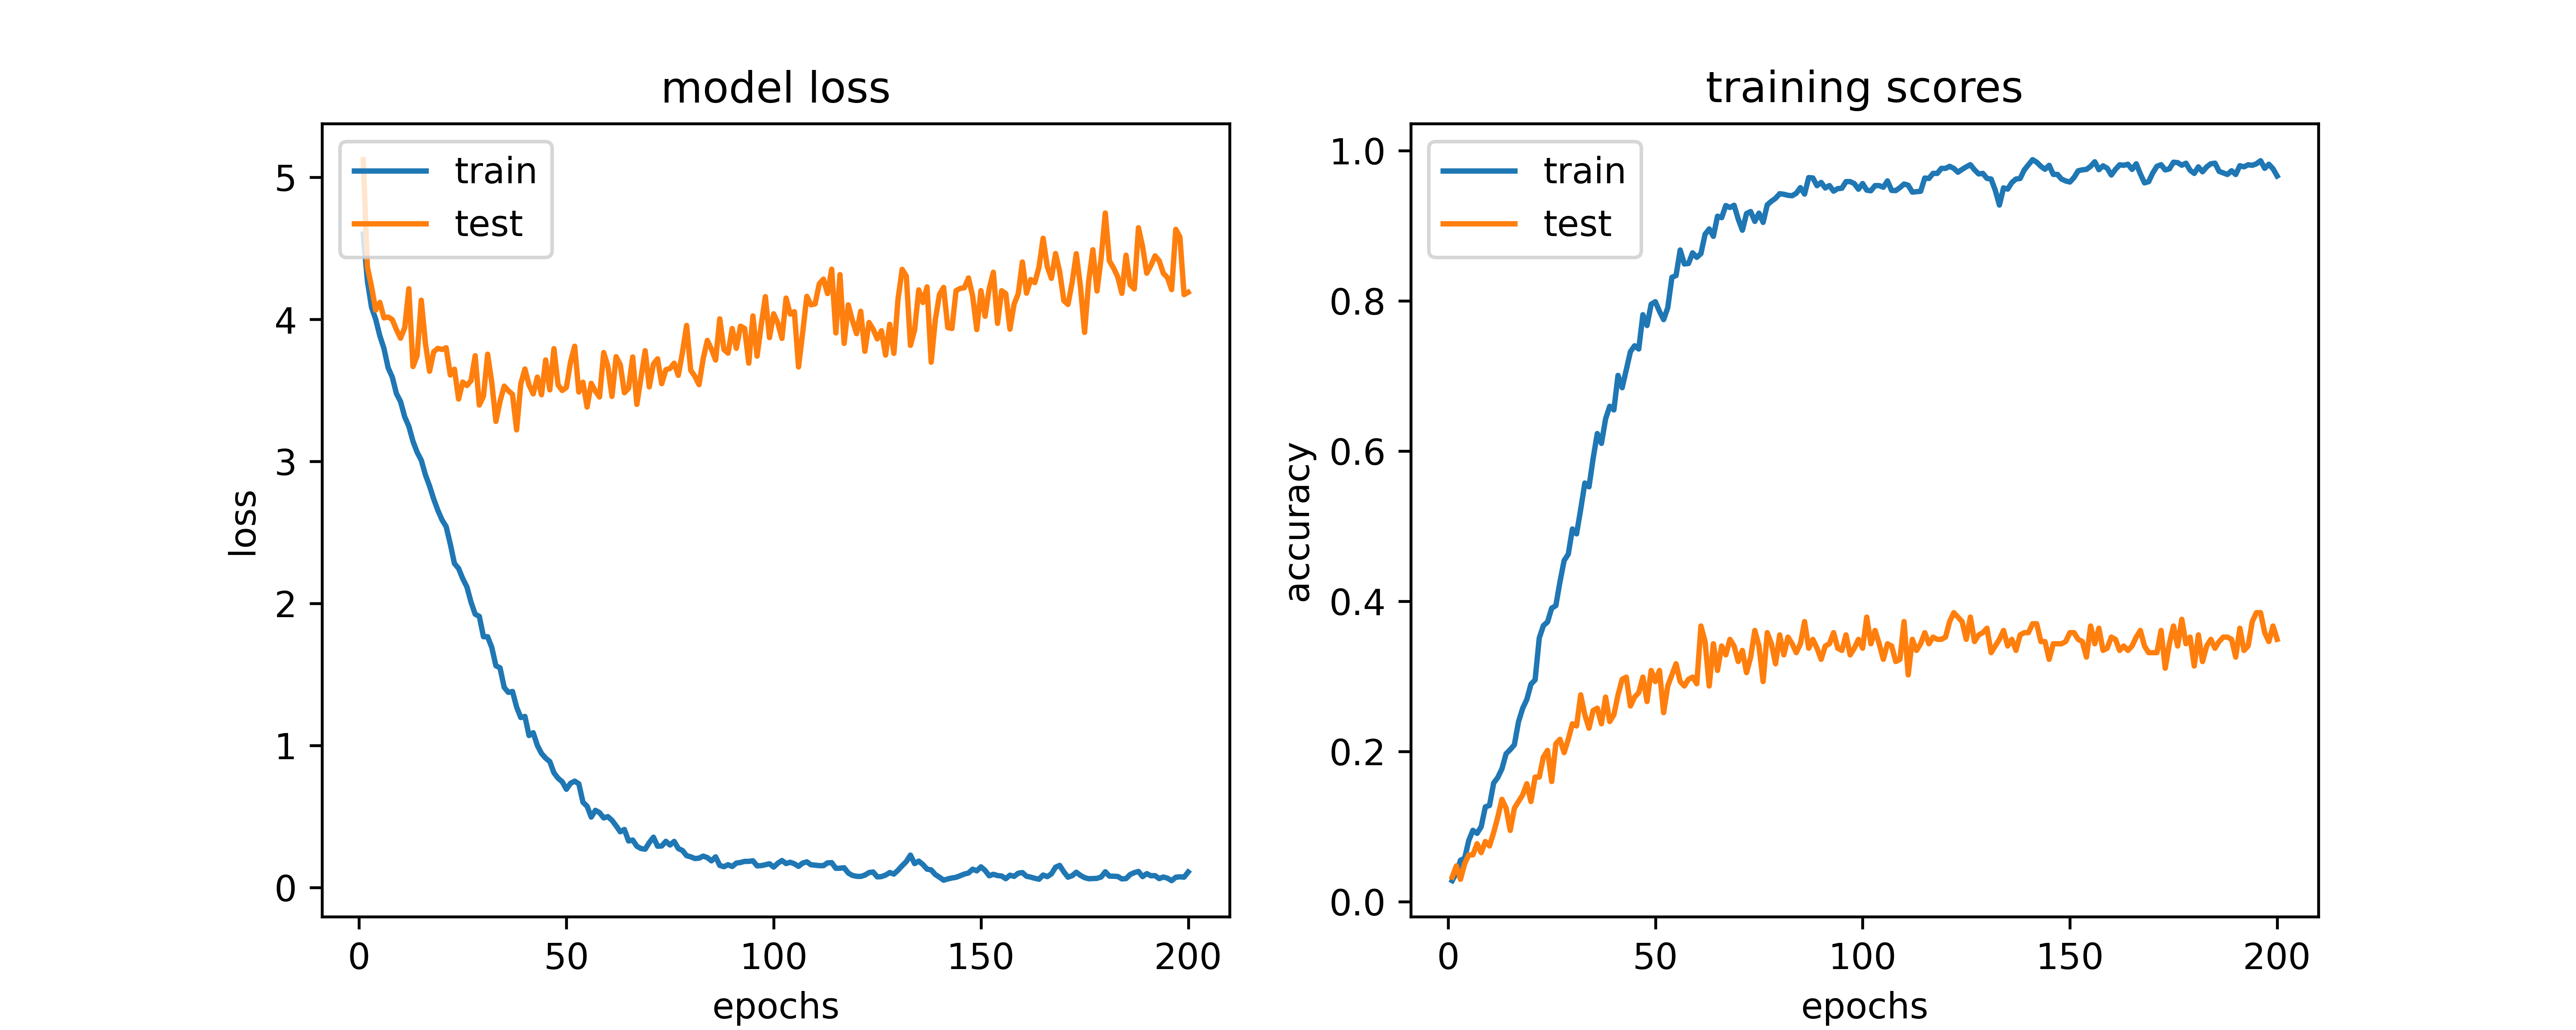 model loss
train
test
5
4
3
2
1
0
loss
0 50 100 150 200
epochs
training scores
train
test
1.0
0.8
0.6
0.4
0.2
0.0
accuracy
0 50 100 150 200
epochs